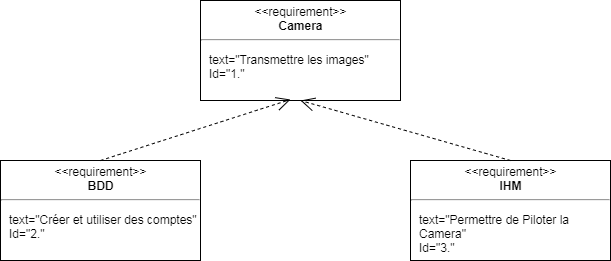 <<requirement>>
Camera
text="Transmettre les images"
Id="1."
<<requirement>>
BDD
text="Créer et utiliser des comptes"
Id="2."
<<requirement>>
IHM
text="Permettre de Piloter la
Camera"
Id="3."